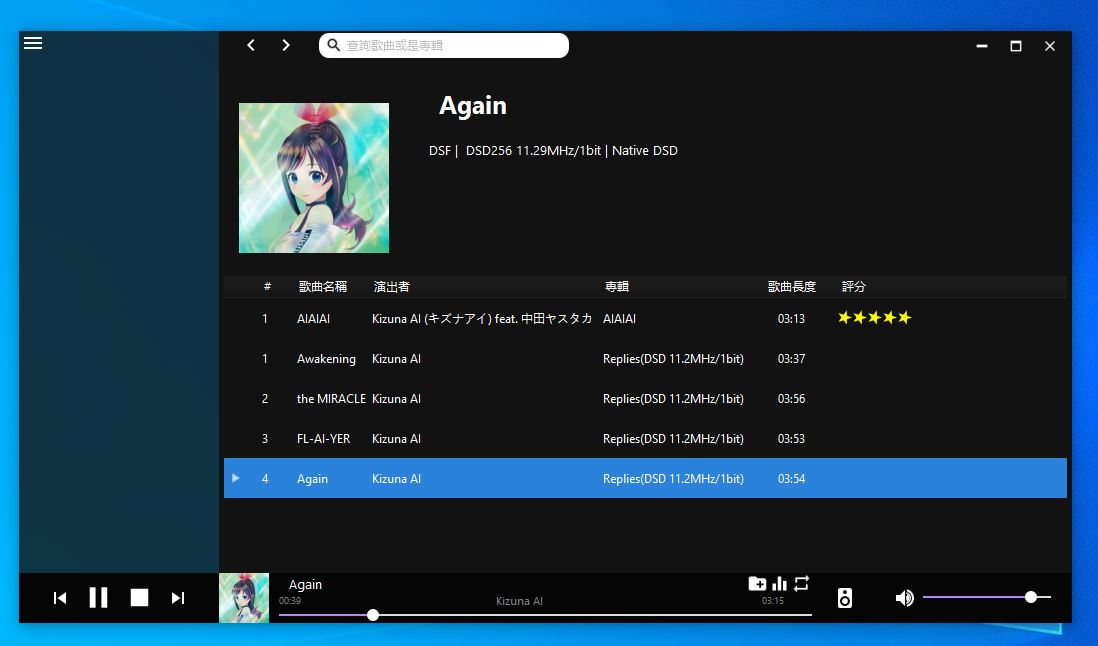 查詢歌曲或是專輯
Again
DSF | DSD256 11.29MHz/1bit | Native DSD
# 歌曲名稱 演出者 專輯 歌曲長度 評分
1 AIAIAI Kizuna AI (キズナアイ) feat. 中田ヤスタカ AIAIAI 03:13 ★★★★★
1 Awakening Kizuna AI Replies(DSD 11.2MHz/1bit) 03:37
2 the MIRACLE Kizuna AI Replies(DSD 11.2MHz/1bit) 03:56
3 FL-AI-YER Kizuna AI Replies(DSD 11.2MHz/1bit) 03:53
4 Again Kizuna AI Replies(DSD 11.2MHz/1bit) 03:54
Again
00:39 Kizuna AI 03:15